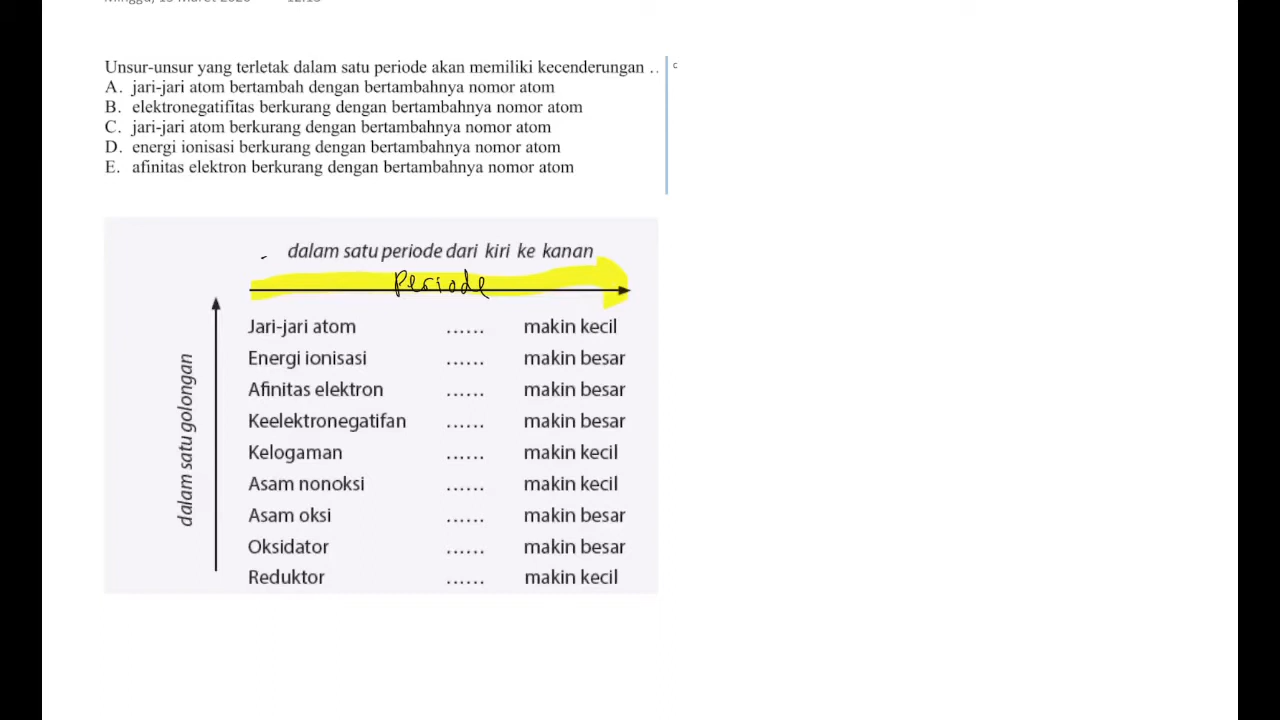 Unsur-unsur yang terletak dalam satu periode akan memiliki kecenderungan ..
c
A. jari-jari atom bertambah dengan bertambahnya nomor atom
B. elektronegatifitas berkurang dengan bertambahnya nomor atom
C. jari-jari atom berkurang dengan bertambahnya nomor atom
D. energi ionisasi berkurang dengan bertambahnya nomor atom
E. afinitas elektron berkurang dengan bertambahnya nomor atom
dalam satu periode dari kiri ke kanan
Periode
dalam satu golongan
Jari-jari atom ...... makin kecil
Energi ionisasi ...... makin besar
Afinitas elektron ...... makin besar
Keelektronegatifan ...... makin besar
Kelogaman ...... makin kecil
Asam nonoksi ...... makin kecil
Asam oksi ...... makin besar
Oksidator ...... makin besar
Reduktor ...... makin kecil